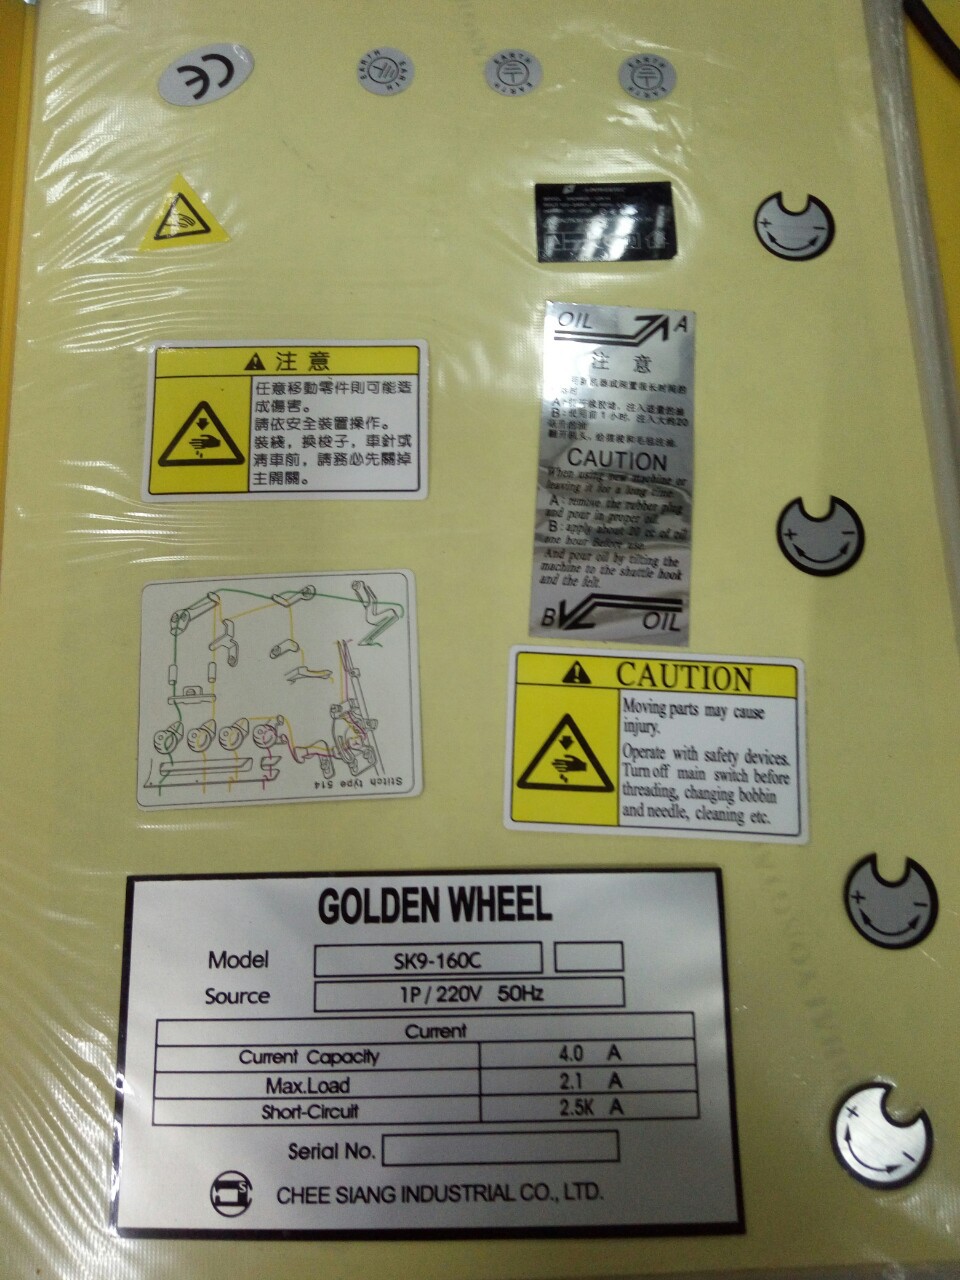 CE
EARTH EARTH
EARTH EARTH
EARTH EARTH
+ -
注意
任意移動零件則可能造
成傷害。
請依安全裝置操作。
裝綫，換梭子，車針或
清車前，請務必先關掉
主開關。
OIL A
注 意
CAUTION
When using new machine or
leaving it for a long time.
A: remove the rubber plug
and pour in proper oil.
B: apply about 20 cc of oil
one hour before use.
And pour oil by tilting the
machine to the shuttle hook
and the felt.
B OIL
+ -
Stitch type 514
CAUTION
Moving parts may cause
injury.
Operate with safety devices.
Turn off main switch before
threading, changing bobbin
and needle, cleaning etc.
+ -
GOLDEN WHEEL
Model SK9-160C
Source 1P/220V 50Hz
Current
Current Capacity 4.0 A
Max.Load 2.1 A
Short-Circuit 2.5K A
Serial No.
CHEE SIANG INDUSTRIAL CO., LTD.
+ -